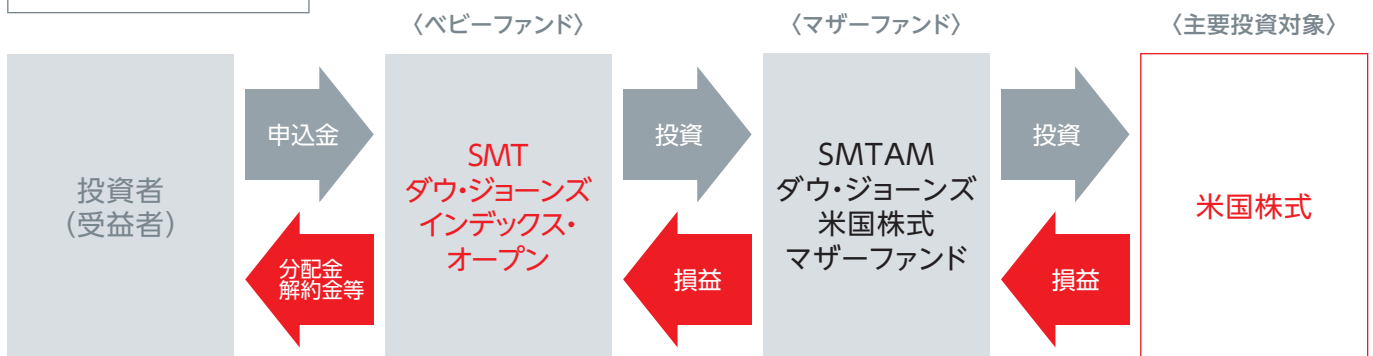 〈ベビーファンド〉
〈マザーファンド〉
〈主要投資対象〉
投資者
(受益者)
申込金
分配金
解約金等
SMT
ダウ・ジョーンズ
インデックス・
オープン
投資
損益
SMTAM
ダウ・ジョーンズ
米国株式
マザーファンド
投資
損益
米国株式